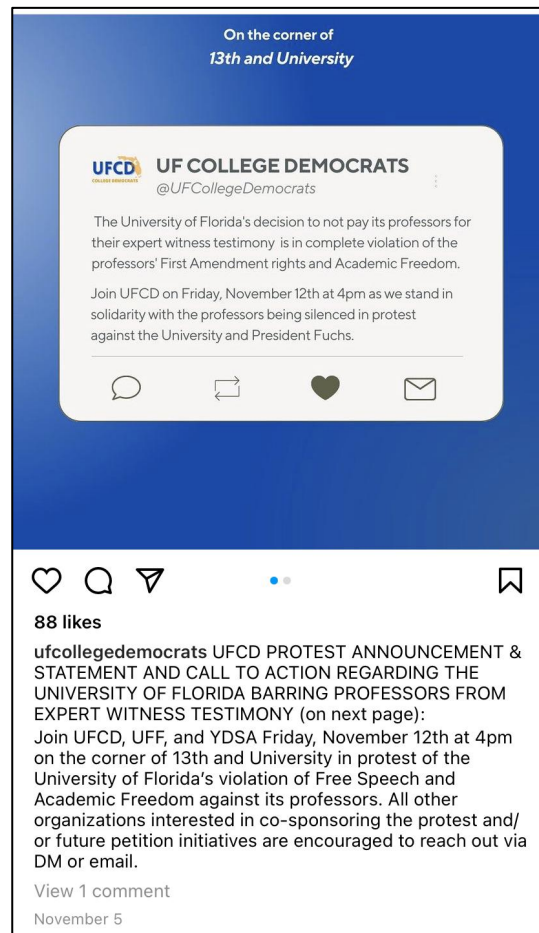 On the corner of
13th and University
UFCD
COLLEGE DEMOCRATS
UF COLLEGE DEMOCRATS
@UFCollegeDemocrats
The University of Florida's decision to not pay its professors for
their expert witness testimony is in complete violation of the
professors' First Amendment rights and Academic Freedom.
Join UFCD on Friday, November 12th at 4pm as we stand in
solidarity with the professors being silenced in protest
against the University and President Fuchs.
88 likes
ufcollegedemocrats UFCD PROTEST ANNOUNCEMENT &
STATEMENT AND CALL TO ACTION REGARDING THE
UNIVERSITY OF FLORIDA BARRING PROFESSORS FROM
EXPERT WITNESS TESTIMONY (on next page):
Join UFCD, UFF, and YDSA Friday, November 12th at 4pm
on the corner of 13th and University in protest of the
University of Florida's violation of Free Speech and
Academic Freedom against its professors. All other
organizations interested in co-sponsoring the protest and/
or future petition initiatives are encouraged to reach out via
DM or email.
View 1 comment
November 5